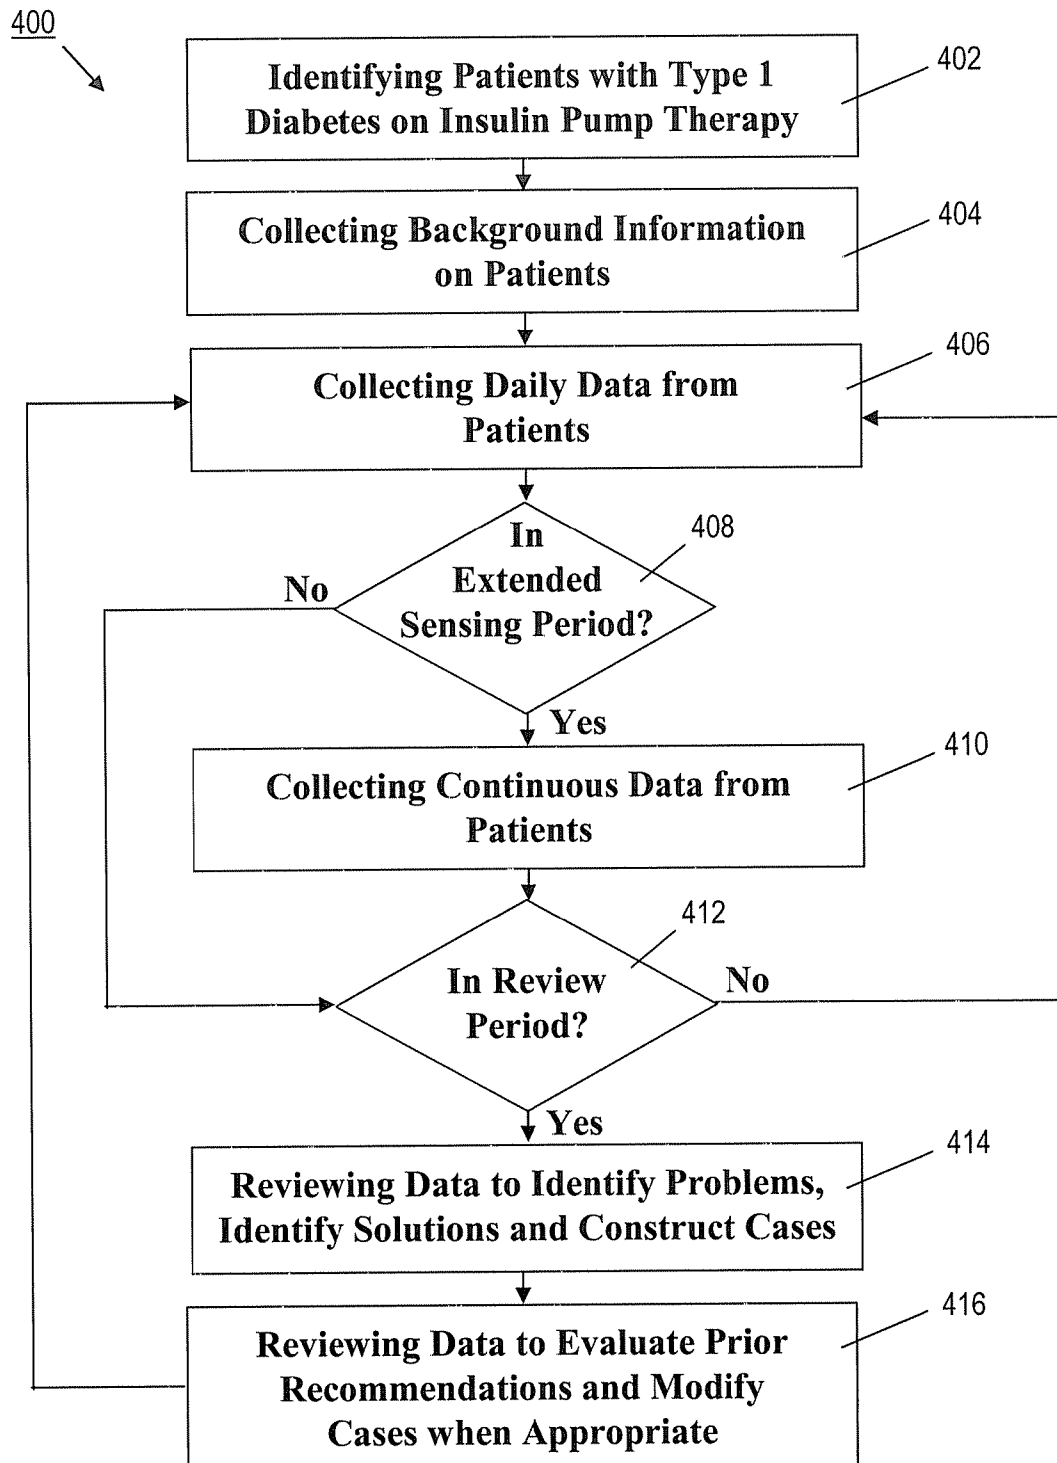 400
Identifying Patients with Type 1
Diabetes on Insulin Pump Therapy
402
Collecting Background Information
on Patients
404
Collecting Daily Data from
Patients
406
In
Extended
Sensing Period?
408
No
Yes
Collecting Continuous Data from
Patients
410
In Review
Period?
412
No
Yes
Reviewing Data to Identify Problems,
Identify Solutions and Construct Cases
414
Reviewing Data to Evaluate Prior
Recommendations and Modify
Cases when Appropriate
416